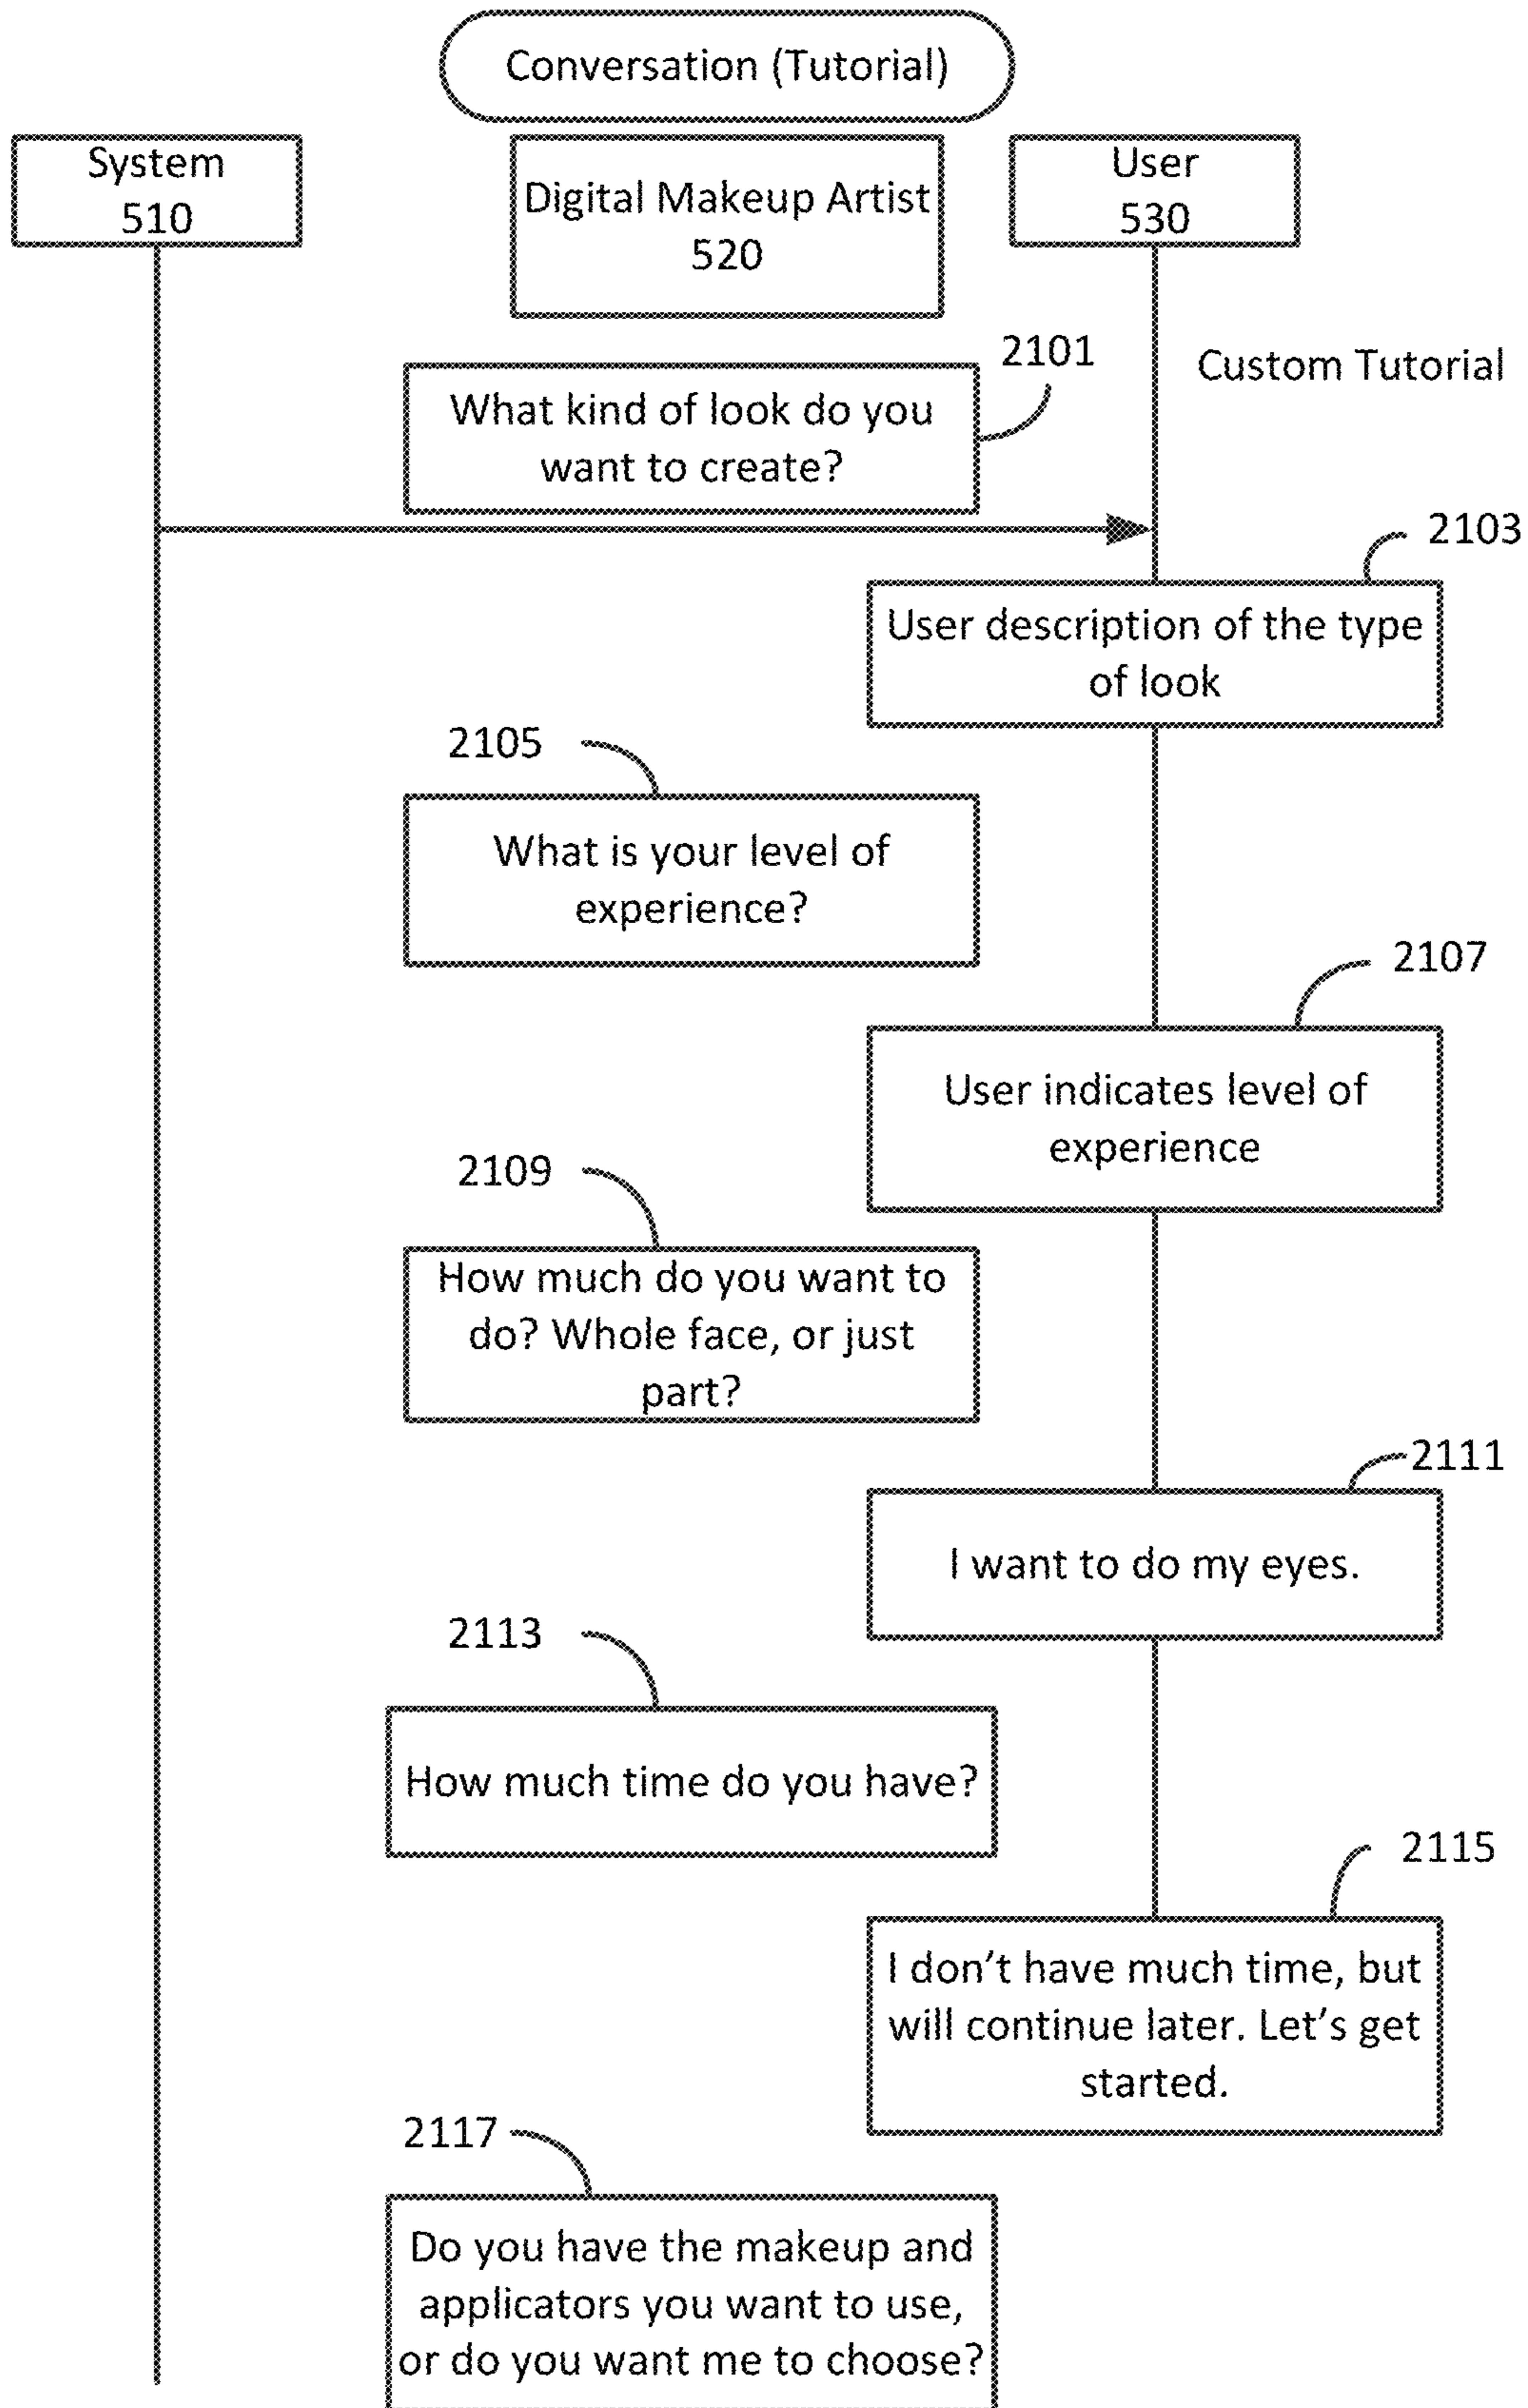 Conversation (Tutorial)
System
510
Digital Makeup Artist
520
User
530
2101
Custom Tutorial
What kind of look do you
want to create?
2103
User description of the type
of look
2105
What is your level of
experience?
2107
User indicates level of
experience
2109
How much do you want to
do? Whole face, or just
part?
2111
I want to do my eyes.
2113
How much time do you have?
2115
I don't have much time, but
will continue later. Let's get
started.
2117
Do you have the makeup and
applicators you want to use,
or do you want me to choose?